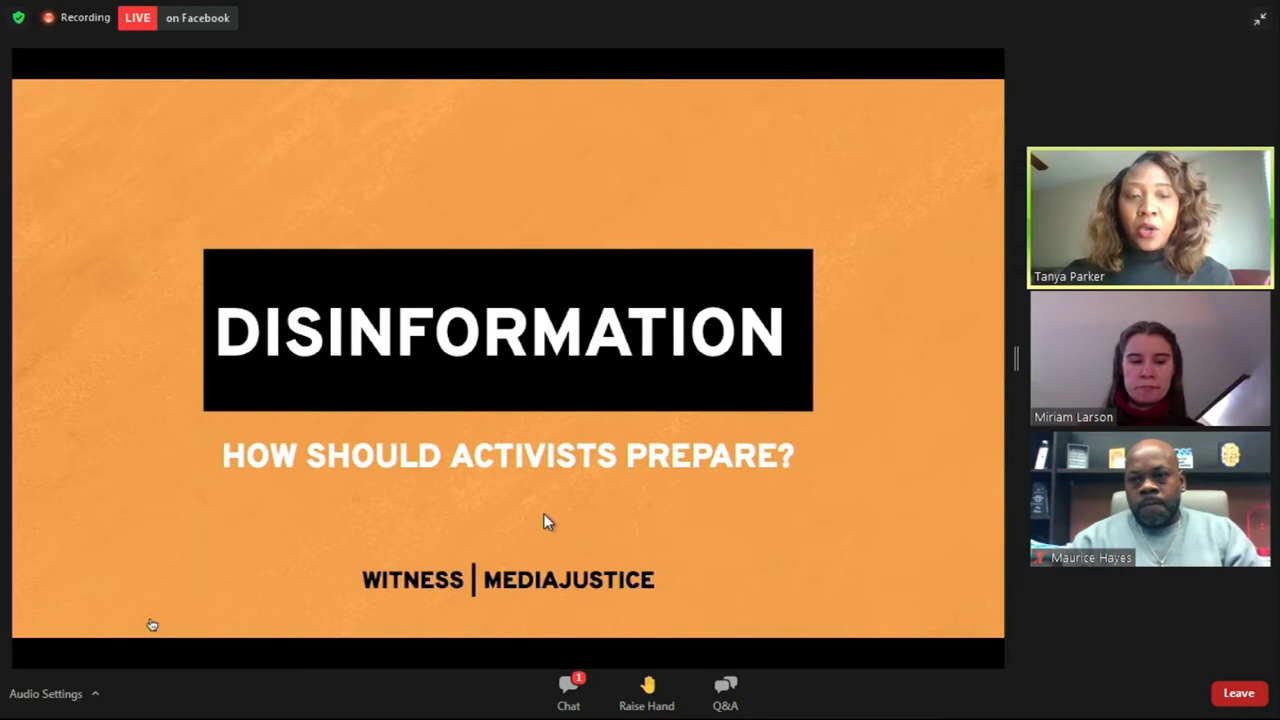 Recording
LIVE on Facebook
DISINFORMATION
HOW SHOULD ACTIVISTS PREPARE?
WITNESS | MEDIAJUSTICE
Tanya Parker
Miriam Larson
Maurice Hayes
Audio Settings
Chat
1
Raise Hand
Q&A
Leave